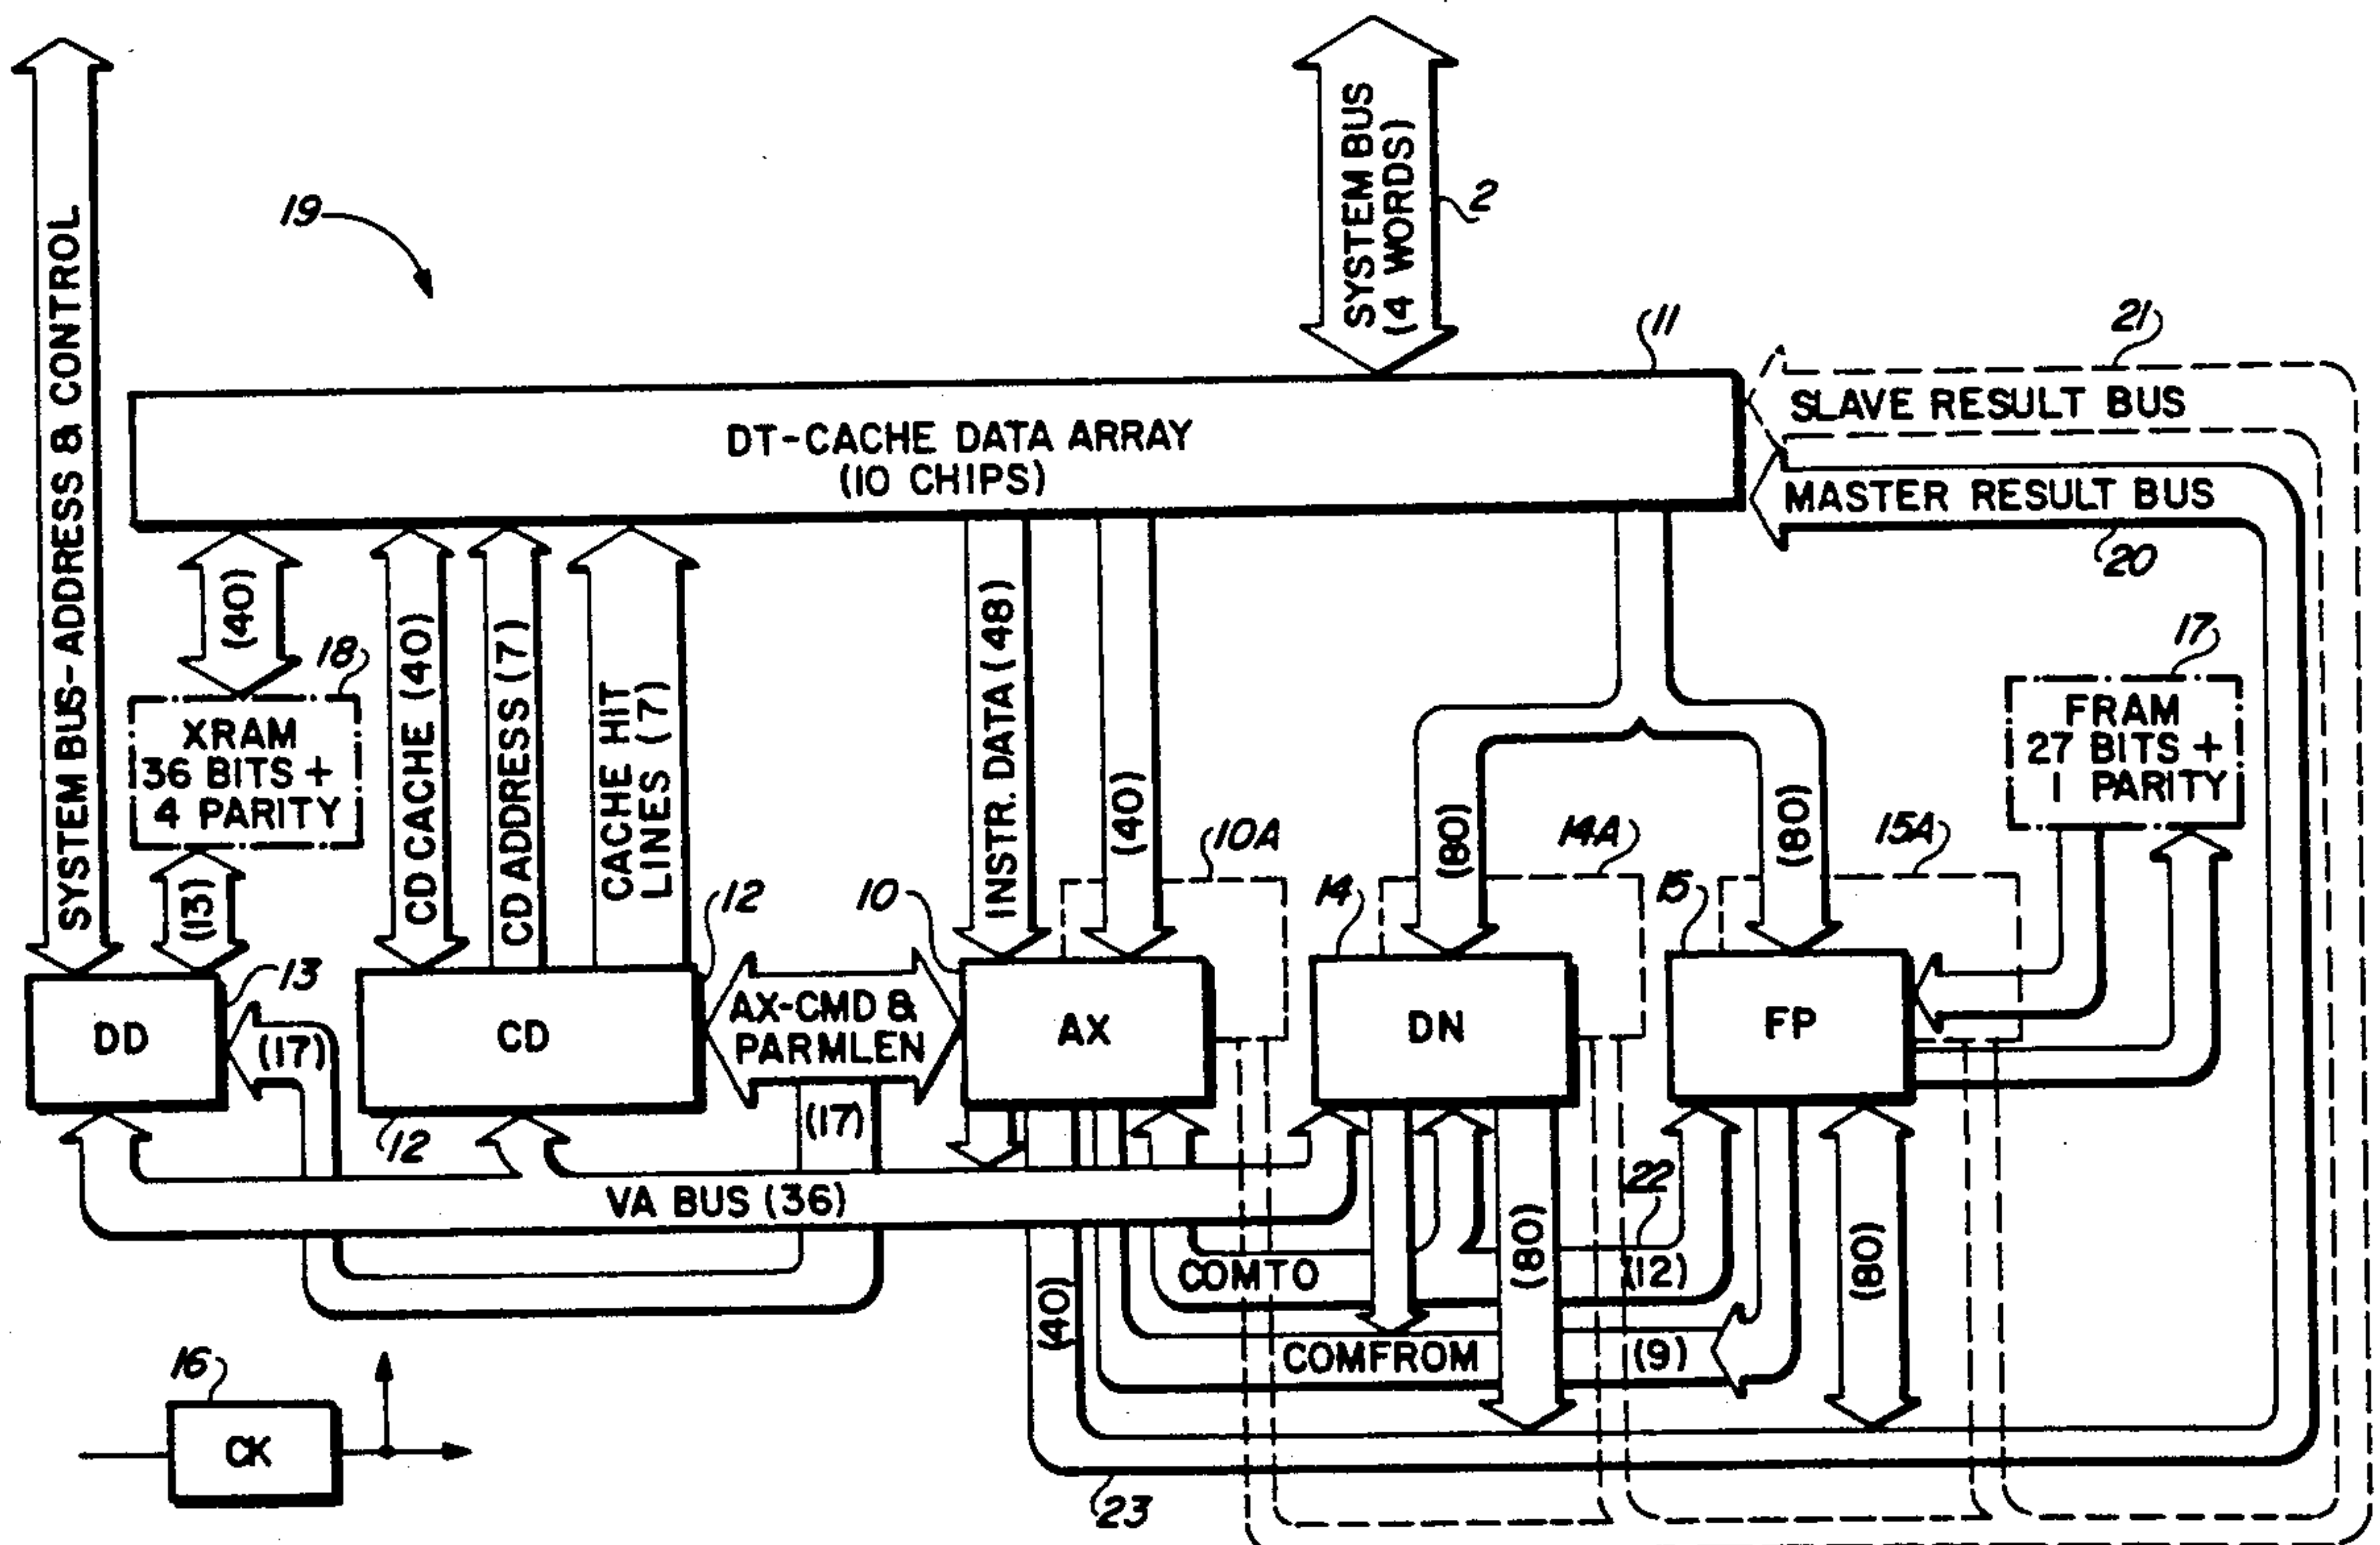 SYSTEM BUS-ADDRESS & CONTROL
19
SYSTEM BUS
(4 WORDS)
2
11
21
DT-CACHE DATA ARRAY
(10 CHIPS)
SLAVE RESULT BUS
MASTER RESULT BUS
20
(40)
18
XRAM
36 BITS +
4 PARITY
(13)
CD CACHE (40)
CD ADDRESS (7)
CACHE HIT
LINES (7)
INSTR. DATA (48)
(40)
(80)
(80)
17
FRAM
27 BITS +
1 PARITY
10A
14A
15A
13
12
10
14
15
DD
(17)
CD
AX-CMD &
PARMLEN
AX
DN
FP
12
(17)
22
VA BUS (36)
(40)
COMTO
(80)
(12)
(80)
COMFROM
(9)
16
CK
23